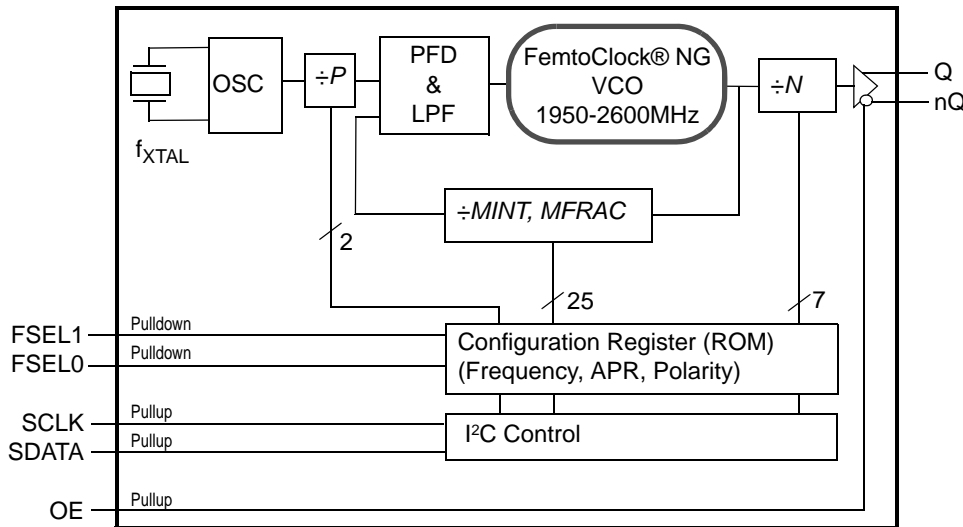 OSC
÷P
PFD
&
LPF
FemtoClock® NG
VCO
1950-2600MHz
÷N
Q
nQ
fXTAL
÷MINT, MFRAC
2
25
7
FSEL1
Pulldown
FSEL0
Pulldown
Configuration Register (ROM)
(Frequency, APR, Polarity)
SCLK
Pullup
SDATA
Pullup
I²C Control
OE
Pullup